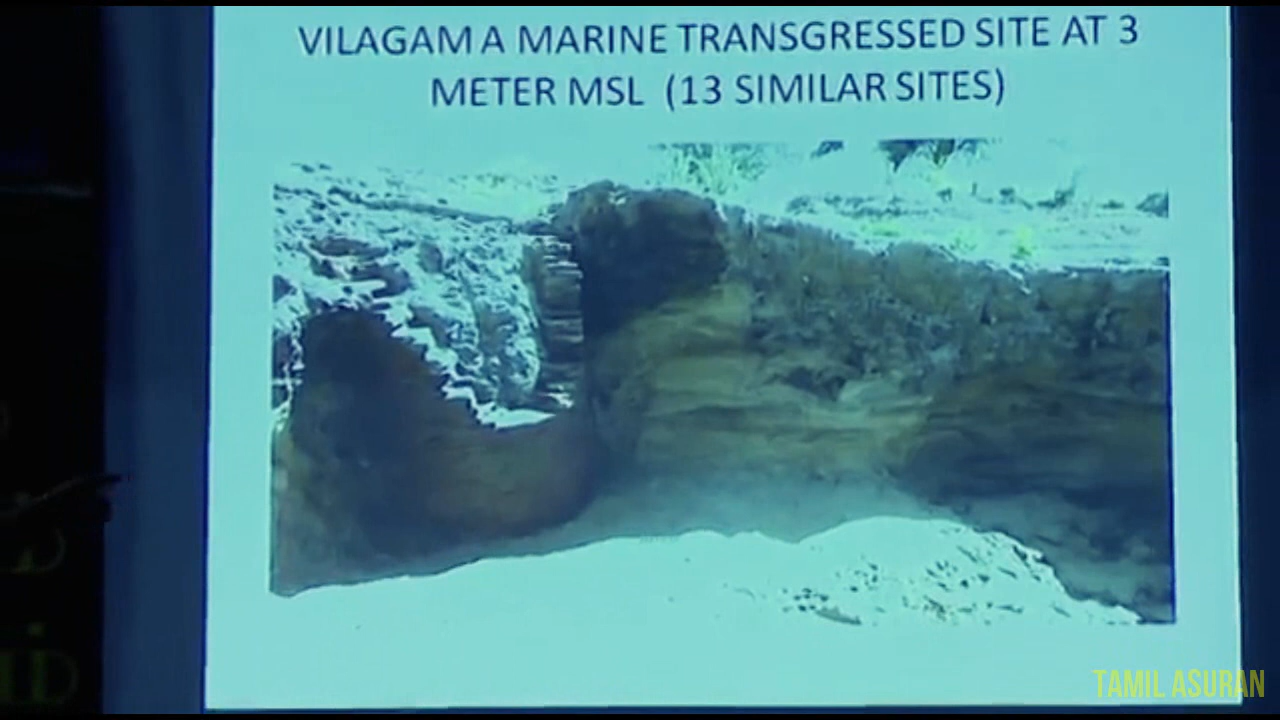 VILAGAM A MARINE TRANSGRESSED SITE AT 3
METER MSL (13 SIMILAR SITES)
TAMIL ASURAN